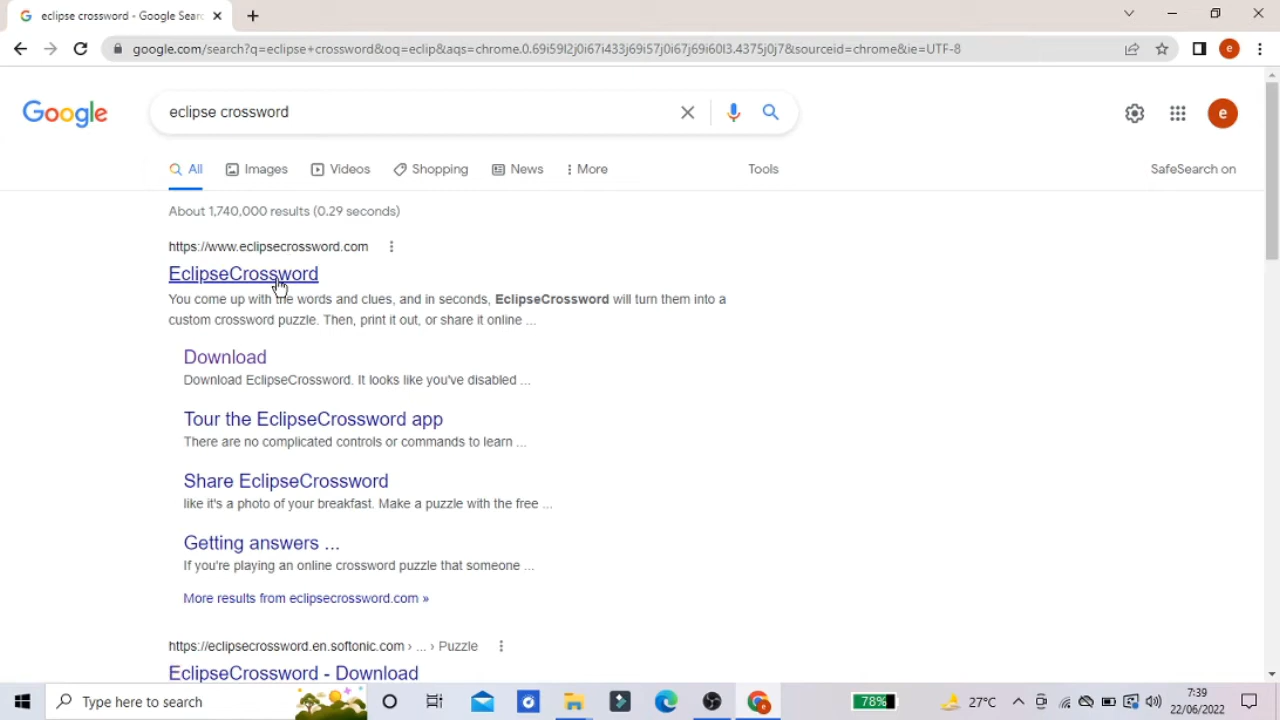 eclipse crossword - Google Sear
google.com/search?q=eclipse+crossword&oq=eclip&aqs=chrome.0.69i59l2j0i67i433j69i57j0i67j69i60l3.4375j0j7&sourceid=chrome&ie=UTF-8
e
Google
eclipse crossword
e
All
Images
Videos
Shopping
News
More
Tools
SafeSearch on
About 1,740,000 results (0.29 seconds)
https://www.eclipsecrossword.com
EclipseCrossword
You come up with the words and clues, and in seconds, EclipseCrossword will turn them into a
custom crossword puzzle. Then, print it out, or share it online ...
Download
Download EclipseCrossword. It looks like you've disabled ...
Tour the EclipseCrossword app
There are no complicated controls or commands to learn ...
Share EclipseCrossword
like it's a photo of your breakfast. Make a puzzle with the free ...
Getting answers ...
If you're playing an online crossword puzzle that someone ...
More results from eclipsecrossword.com »
https://eclipsecrossword.en.softonic.com › ... › Puzzle
EclipseCrossword - Download
Type here to search
78%
27°C
7:39
22/06/2022